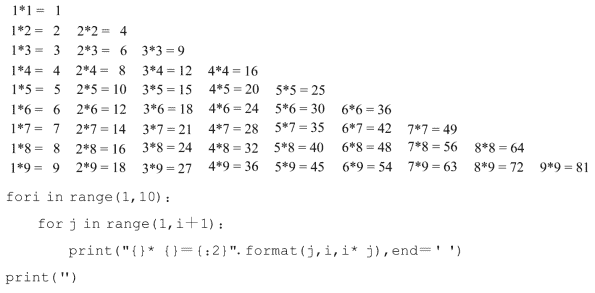 1*1 = 1
1*2 = 2 2*2 = 4
1*3 = 3 2*3 = 6 3*3 = 9
1*4 = 4 2*4 = 8 3*4 = 12 4*4 = 16
1*5 = 5 2*5 = 10 3*5 = 15 4*5 = 20 5*5 = 25
1*6 = 6 2*6 = 12 3*6 = 18 4*6 = 24 5*6 = 30 6*6 = 36
1*7 = 7 2*7 = 14 3*7 = 21 4*7 = 28 5*7 = 35 6*7 = 42 7*7 = 49
1*8 = 8 2*8 = 16 3*8 = 24 4*8 = 32 5*8 = 40 6*8 = 48 7*8 = 56 8*8 = 64
1*9 = 9 2*9 = 18 3*9 = 27 4*9 = 36 5*9 = 45 6*9 = 54 7*9 = 63 8*9 = 72 9*9 = 81
fori in range(1,10):
for j in range(1,i+1):
print("{}* {}={:2}".format(j,i,i* j),end=' ')
print('')